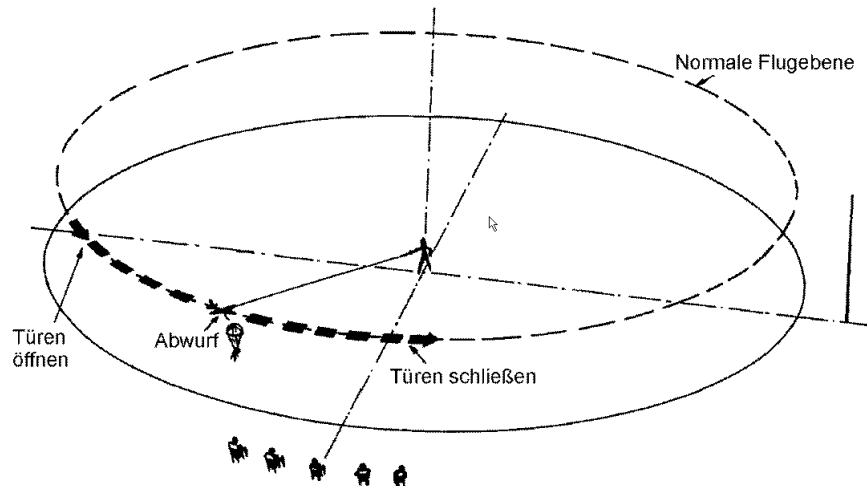 Normale Flugebene
Türen
öffnen
Abwurf
Türen schließen